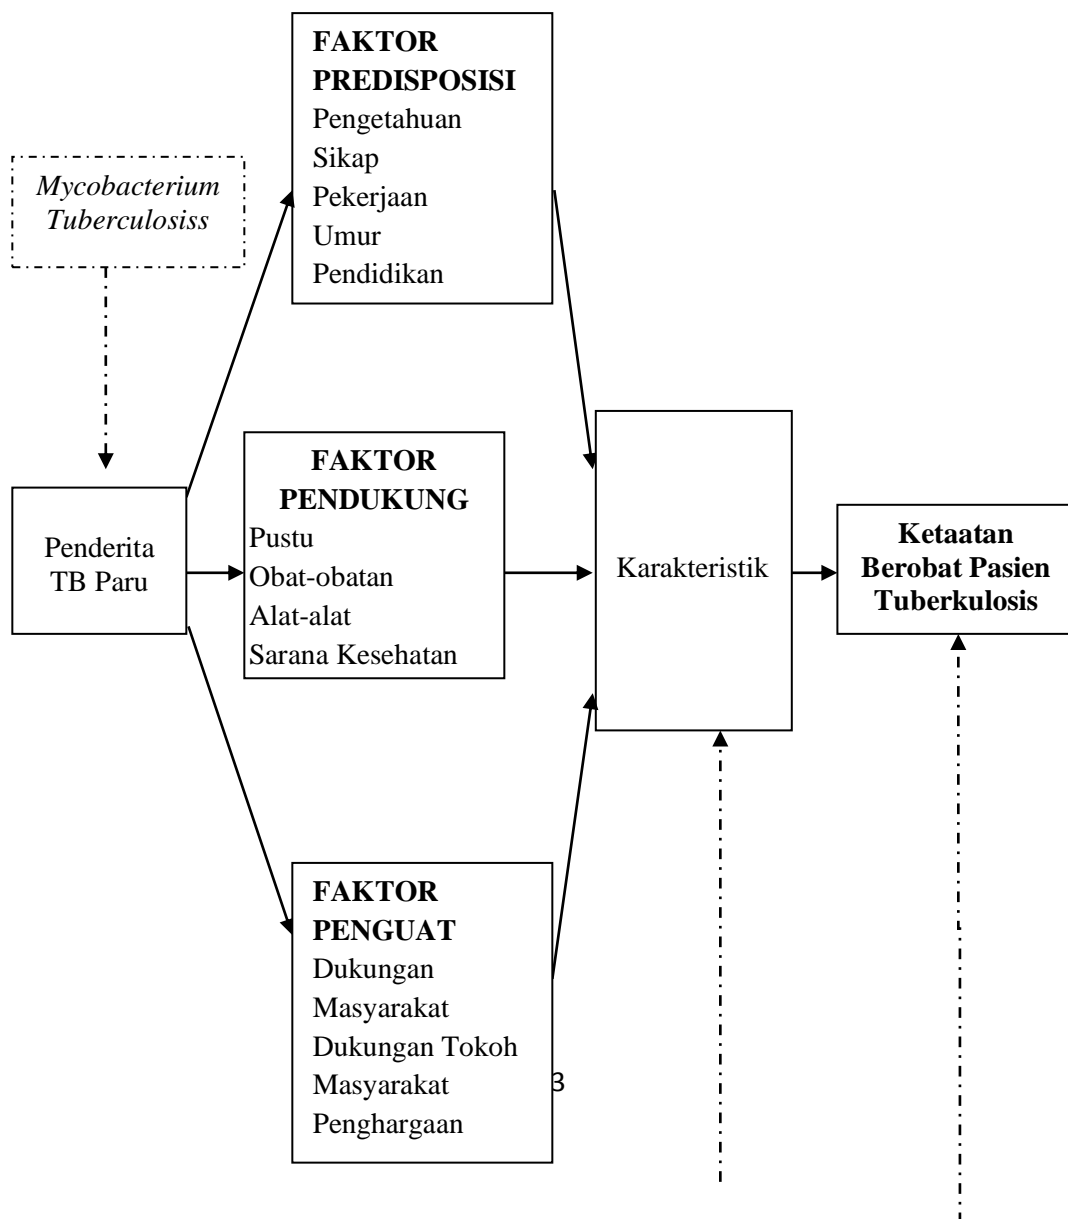 FAKTOR
PREDISPOSISI
Pengetahuan
Sikap
Pekerjaan
Umur
Pendidikan
Mycobacterium
Tuberculosiss
Penderita
TB Paru
FAKTOR
PENDUKUNG
Pustu
Obat-obatan
Alat-alat
Sarana Kesehatan
Karakteristik
Ketaatan
Berobat Pasien
Tuberkulosis
FAKTOR
PENGUAT
Dukungan
Masyarakat
Dukungan Tokoh
Masyarakat
Penghargaan
3